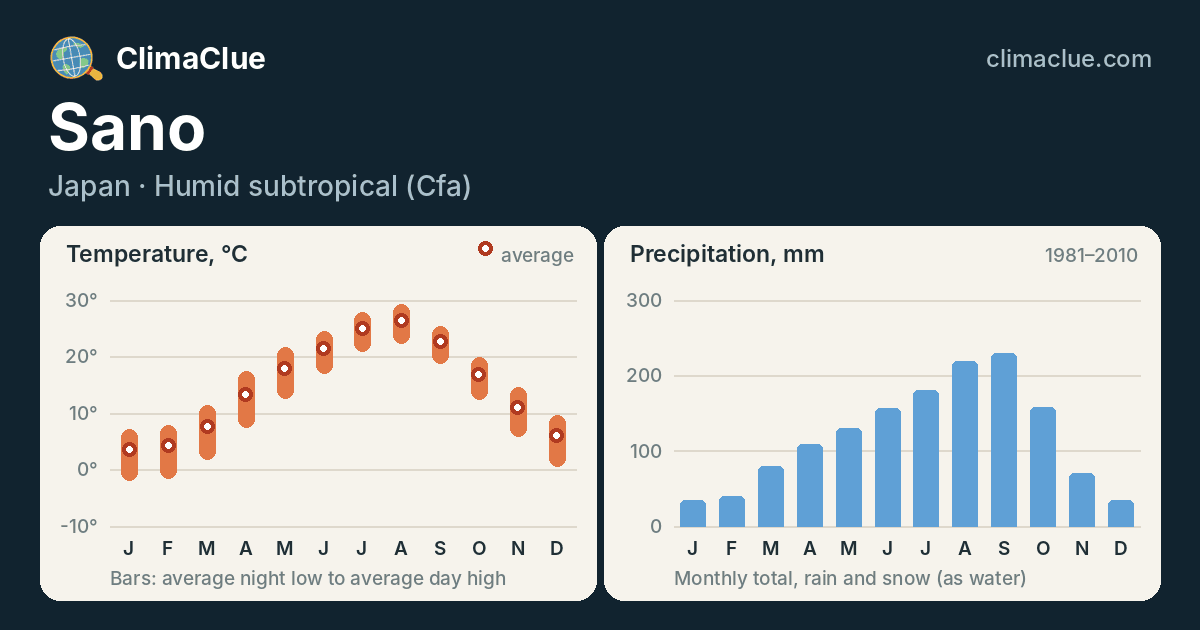 ClimaClue
climaclue.com
Sano
Japan · Humid subtropical (Cfa)
Temperature, °C
average
30°
20°
10°
0°
-10°
J F M A M J J A S O N D
Bars: average night low to average day high
Precipitation, mm
1981–2010
300
200
100
0
J F M A M J J A S O N D
Monthly total, rain and snow (as water)